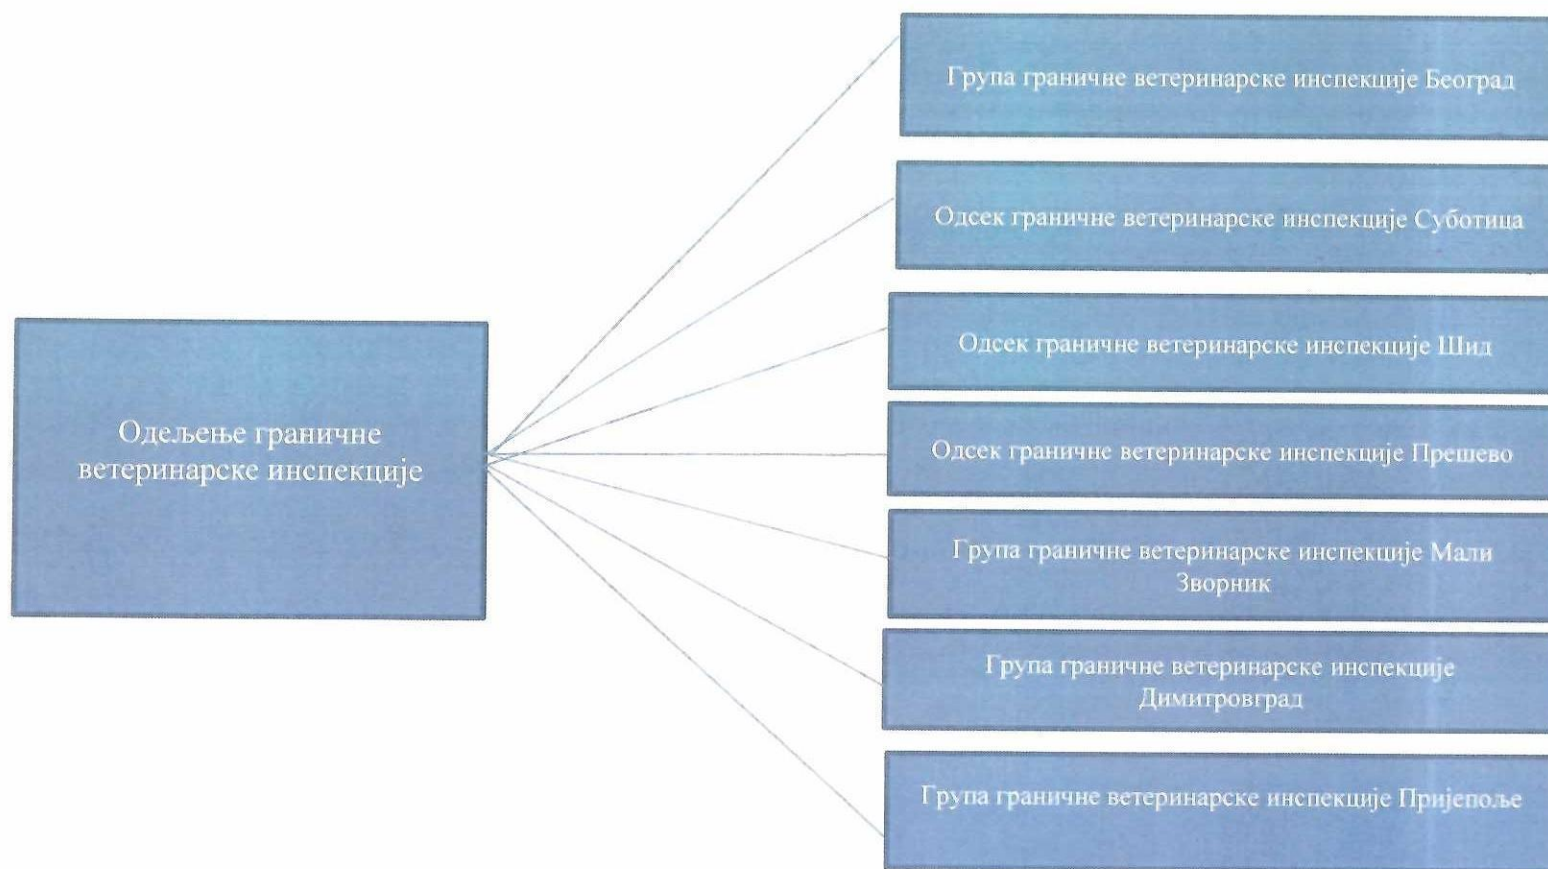 Група граничне ветеринарске инспекције Београд
Одсек граничне ветеринарске инспекције Суботица
Одсек граничне ветеринарске инспекције Шид
Одељење граничне
ветеринарске инспекције
Одсек граничне ветеринарске инспекције Прешево
Група граничне ветеринарске инспекције Мали
Зворник
Група граничне ветеринарске инспекције
Димитровград
Група граничне ветеринарске инспекције Пријепоље